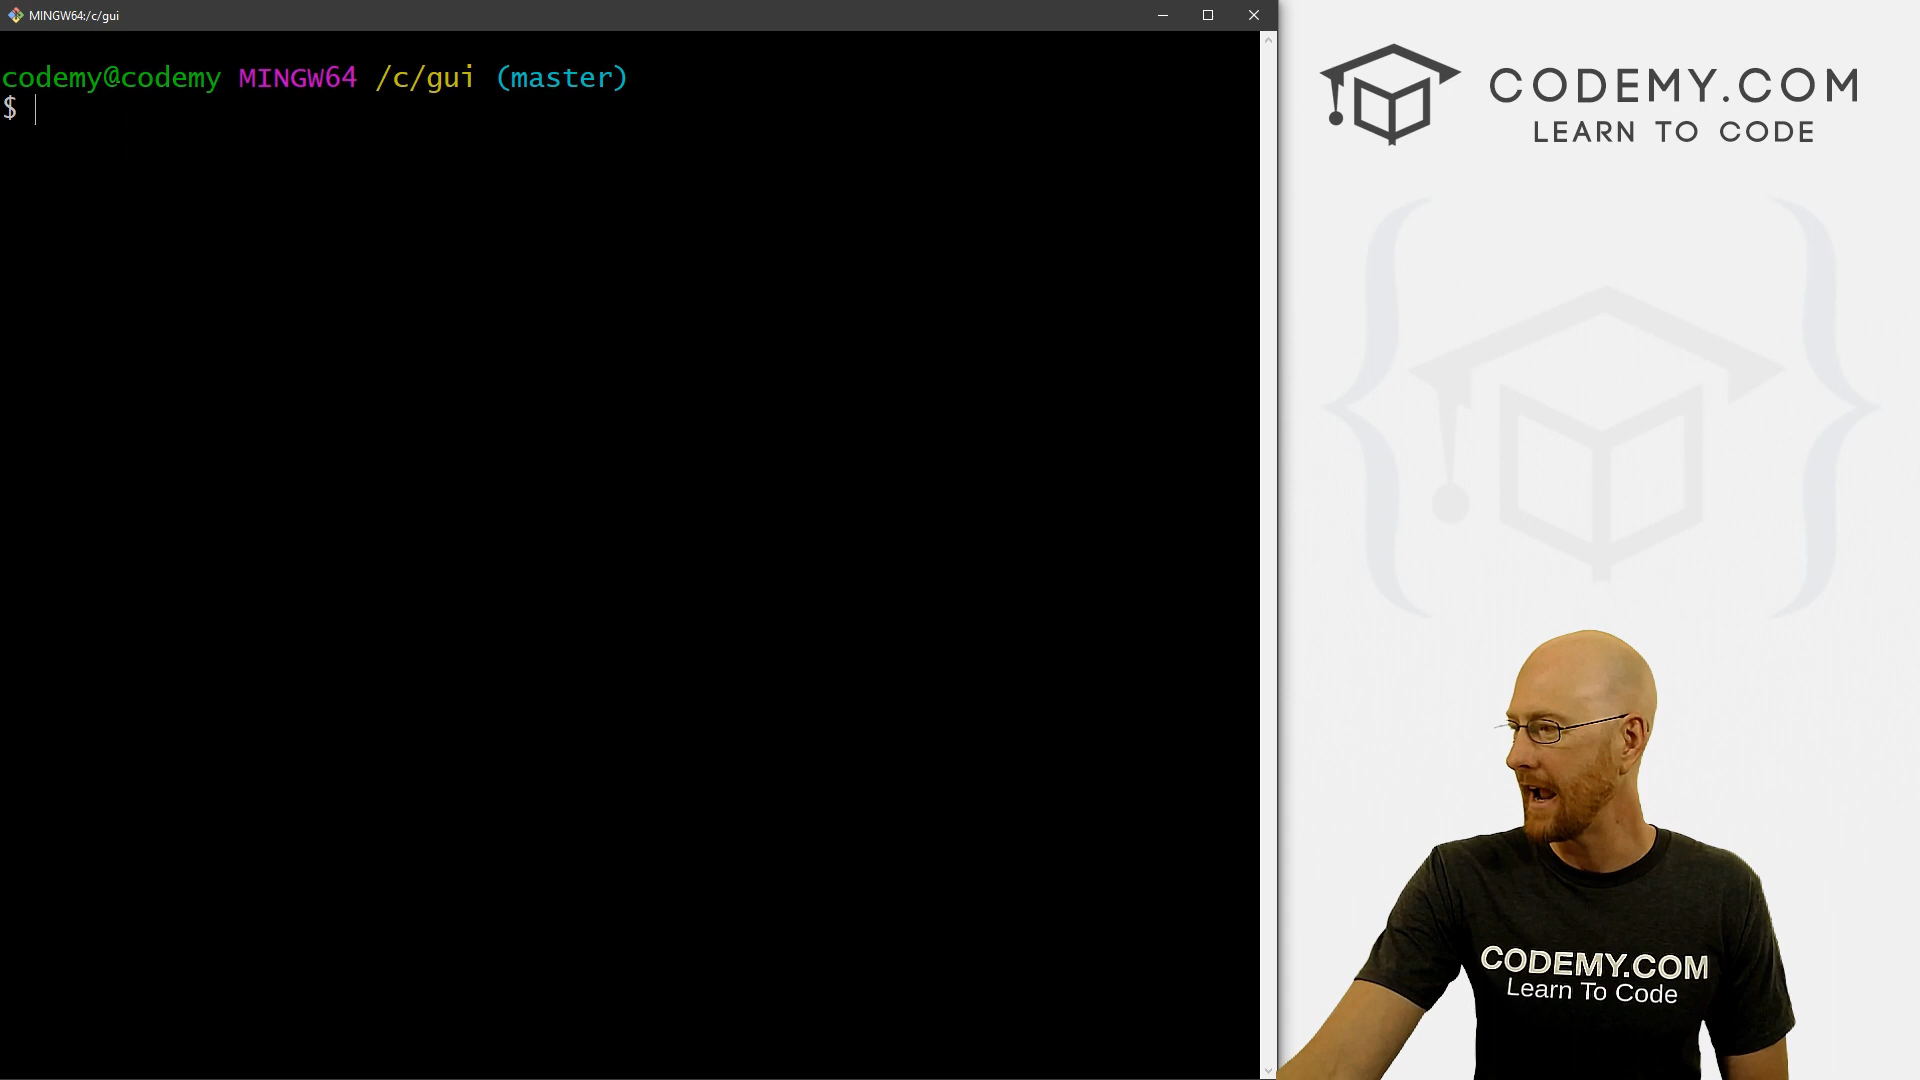 MINGW64:/c/gui
codemy@codemy MINGW64 /c/gui (master)
$
CODEMY.COM
LEARN TO CODE
CODEMY.COM
Learn To Code